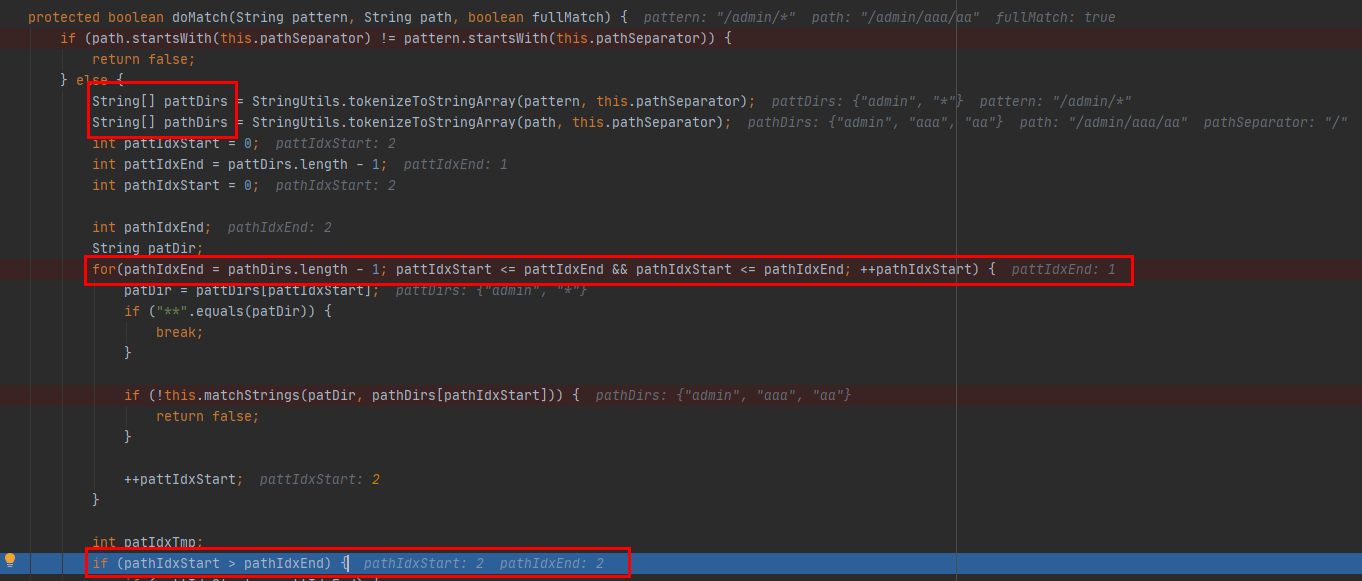 protected boolean doMatch(String pattern, String path, boolean fullMatch) {  pattern: "/admin/*"  path: "/admin/aaa/aa"  fullMatch: true
if (path.startsWith(this.pathSeparator) != pattern.startsWith(this.pathSeparator)) {
return false;
} else {
String[] pattDirs = StringUtils.tokenizeToStringArray(pattern, this.pathSeparator);  pattDirs: {"admin", "*"}  pattern: "/admin/*"
String[] pathDirs = StringUtils.tokenizeToStringArray(path, this.pathSeparator);  pathDirs: {"admin", "aaa", "aa"}  path: "/admin/aaa/aa"  pathSeparator: "/"
int pattIdxStart = 0;  pattIdxStart: 2
int pattIdxEnd = pattDirs.length - 1;  pattIdxEnd: 1
int pathIdxStart = 0;  pathIdxStart: 2
int pathIdxEnd;  pathIdxEnd: 2
String patDir;
for(pathIdxEnd = pathDirs.length - 1; pattIdxStart <= pattIdxEnd && pathIdxStart <= pathIdxEnd; ++pathIdxStart) {  pattIdxEnd: 1
patDir = pattDirs[pattIdxStart];  pattDirs: {"admin", "*"}
if ("**".equals(patDir)) {
break;
}
if (!this.matchStrings(patDir, pathDirs[pathIdxStart])) {  pathDirs: {"admin", "aaa", "aa"}
return false;
}
++pattIdxStart;  pattIdxStart: 2
}
int patIdxTmp;
if (pathIdxStart > pathIdxEnd) {  pathIdxStart: 2  pathIdxEnd: 2